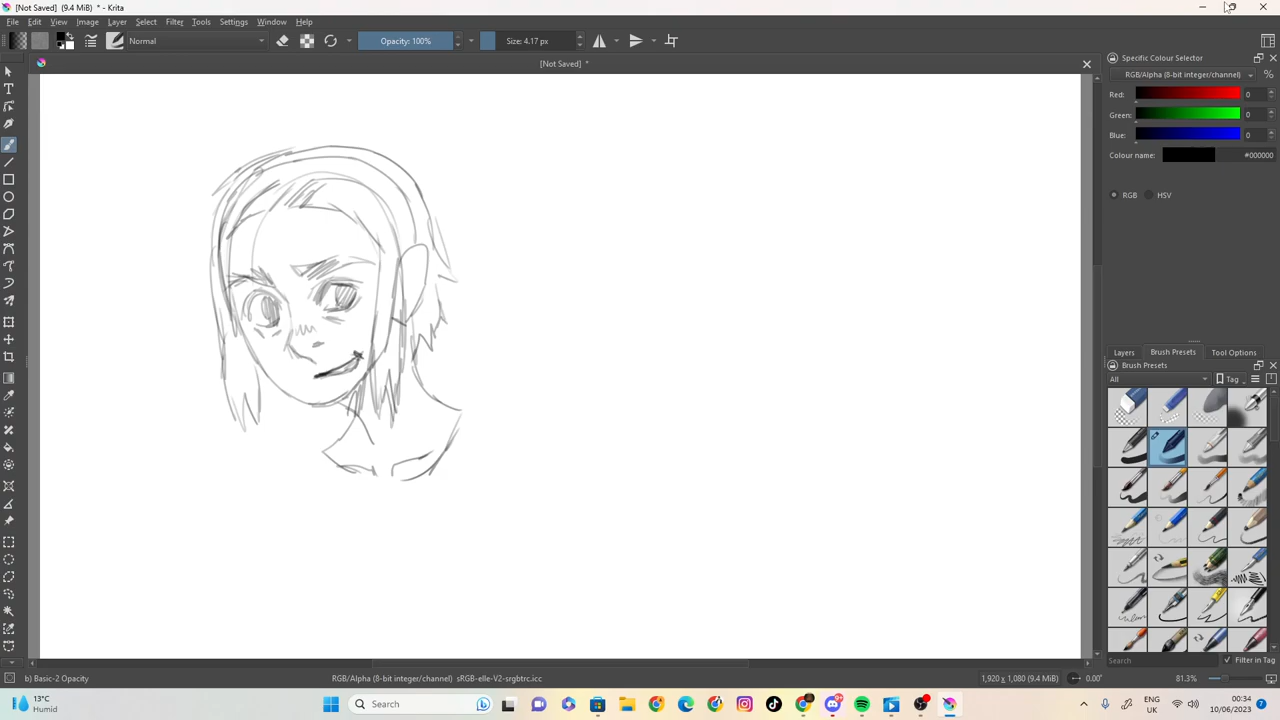 [Not Saved]  (9.4 MiB)  * - Krita
File Edit View Image Layer Select Filter Tools Settings Window Help
Normal Opacity: 100% Size: 4.17 px
[Not Saved]  *
Specific Colour Selector
RGB/Alpha (8-bit integer/channel) %
Red: 0
Green: 0
Blue: 0
Colour name: #000000
RGB HSV
Layers Brush Presets Tool Options
Brush Presets
All Tag
Search Filter in Tag
b) Basic-2 Opacity RGB/Alpha (8-bit integer/channel)  sRGB-elle-V2-srgbtrc.icc 1,920 x 1,080 (9.4 MiB) 0.00° 81.3%
13°C
Humid
Search
ENG
UK
00:34
10/06/2023